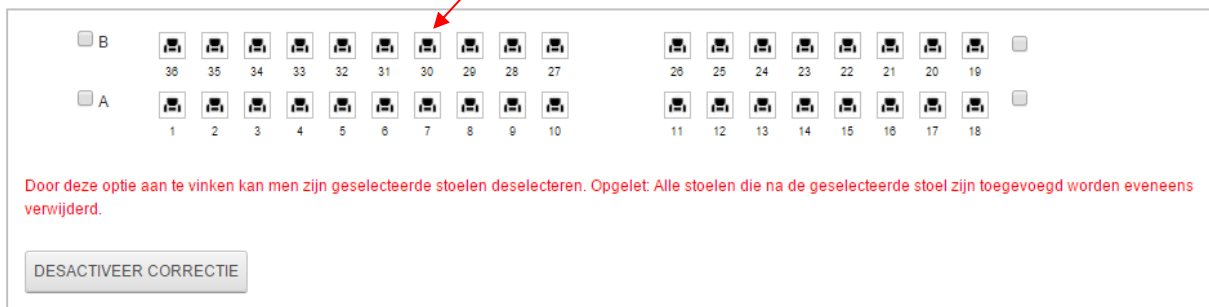 B
36 35 34 33 32 31 30 29 28 27 26 25 24 23 22 21 20 19
A
1 2 3 4 5 6 7 8 9 10 11 12 13 14 15 16 17 18
Door deze optie aan te vinken kan men zijn geselecteerde stoelen deselecteren. Opgelet: Alle stoelen die na de geselecteerde stoel zijn toegevoegd worden eveneens
verwijderd.
DESACTIVEER CORRECTIE